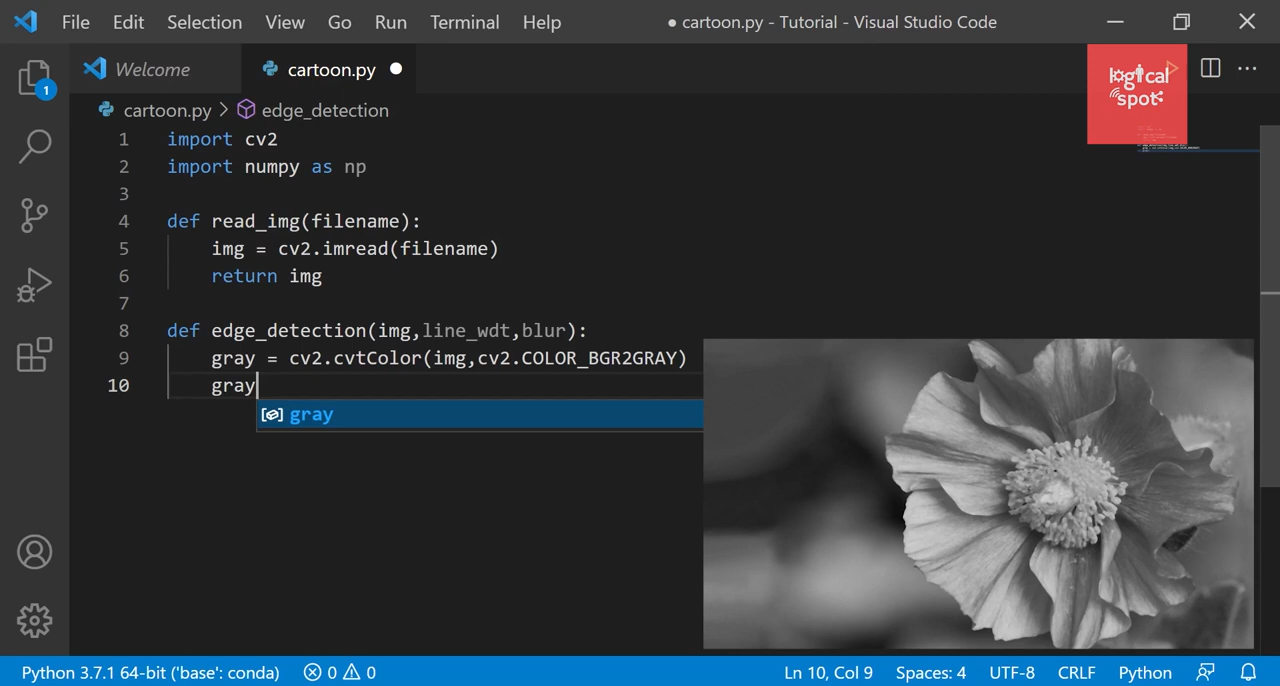 File Edit Selection View Go Run Terminal Help ● cartoon.py - Tutorial - Visual Studio Code
Welcome cartoon.py
logical
spot
cartoon.py > edge_detection
1 import cv2
2 import numpy as np
3
4 def read_img(filename):
5 img = cv2.imread(filename)
6 return img
7
8 def edge_detection(img,line_wdt,blur):
9 gray = cv2.cvtColor(img,cv2.COLOR_BGR2GRAY)
10 gray
gray
1
Python 3.7.1 64-bit ('base': conda) 0 0 Ln 10, Col 9 Spaces: 4 UTF-8 CRLF Python